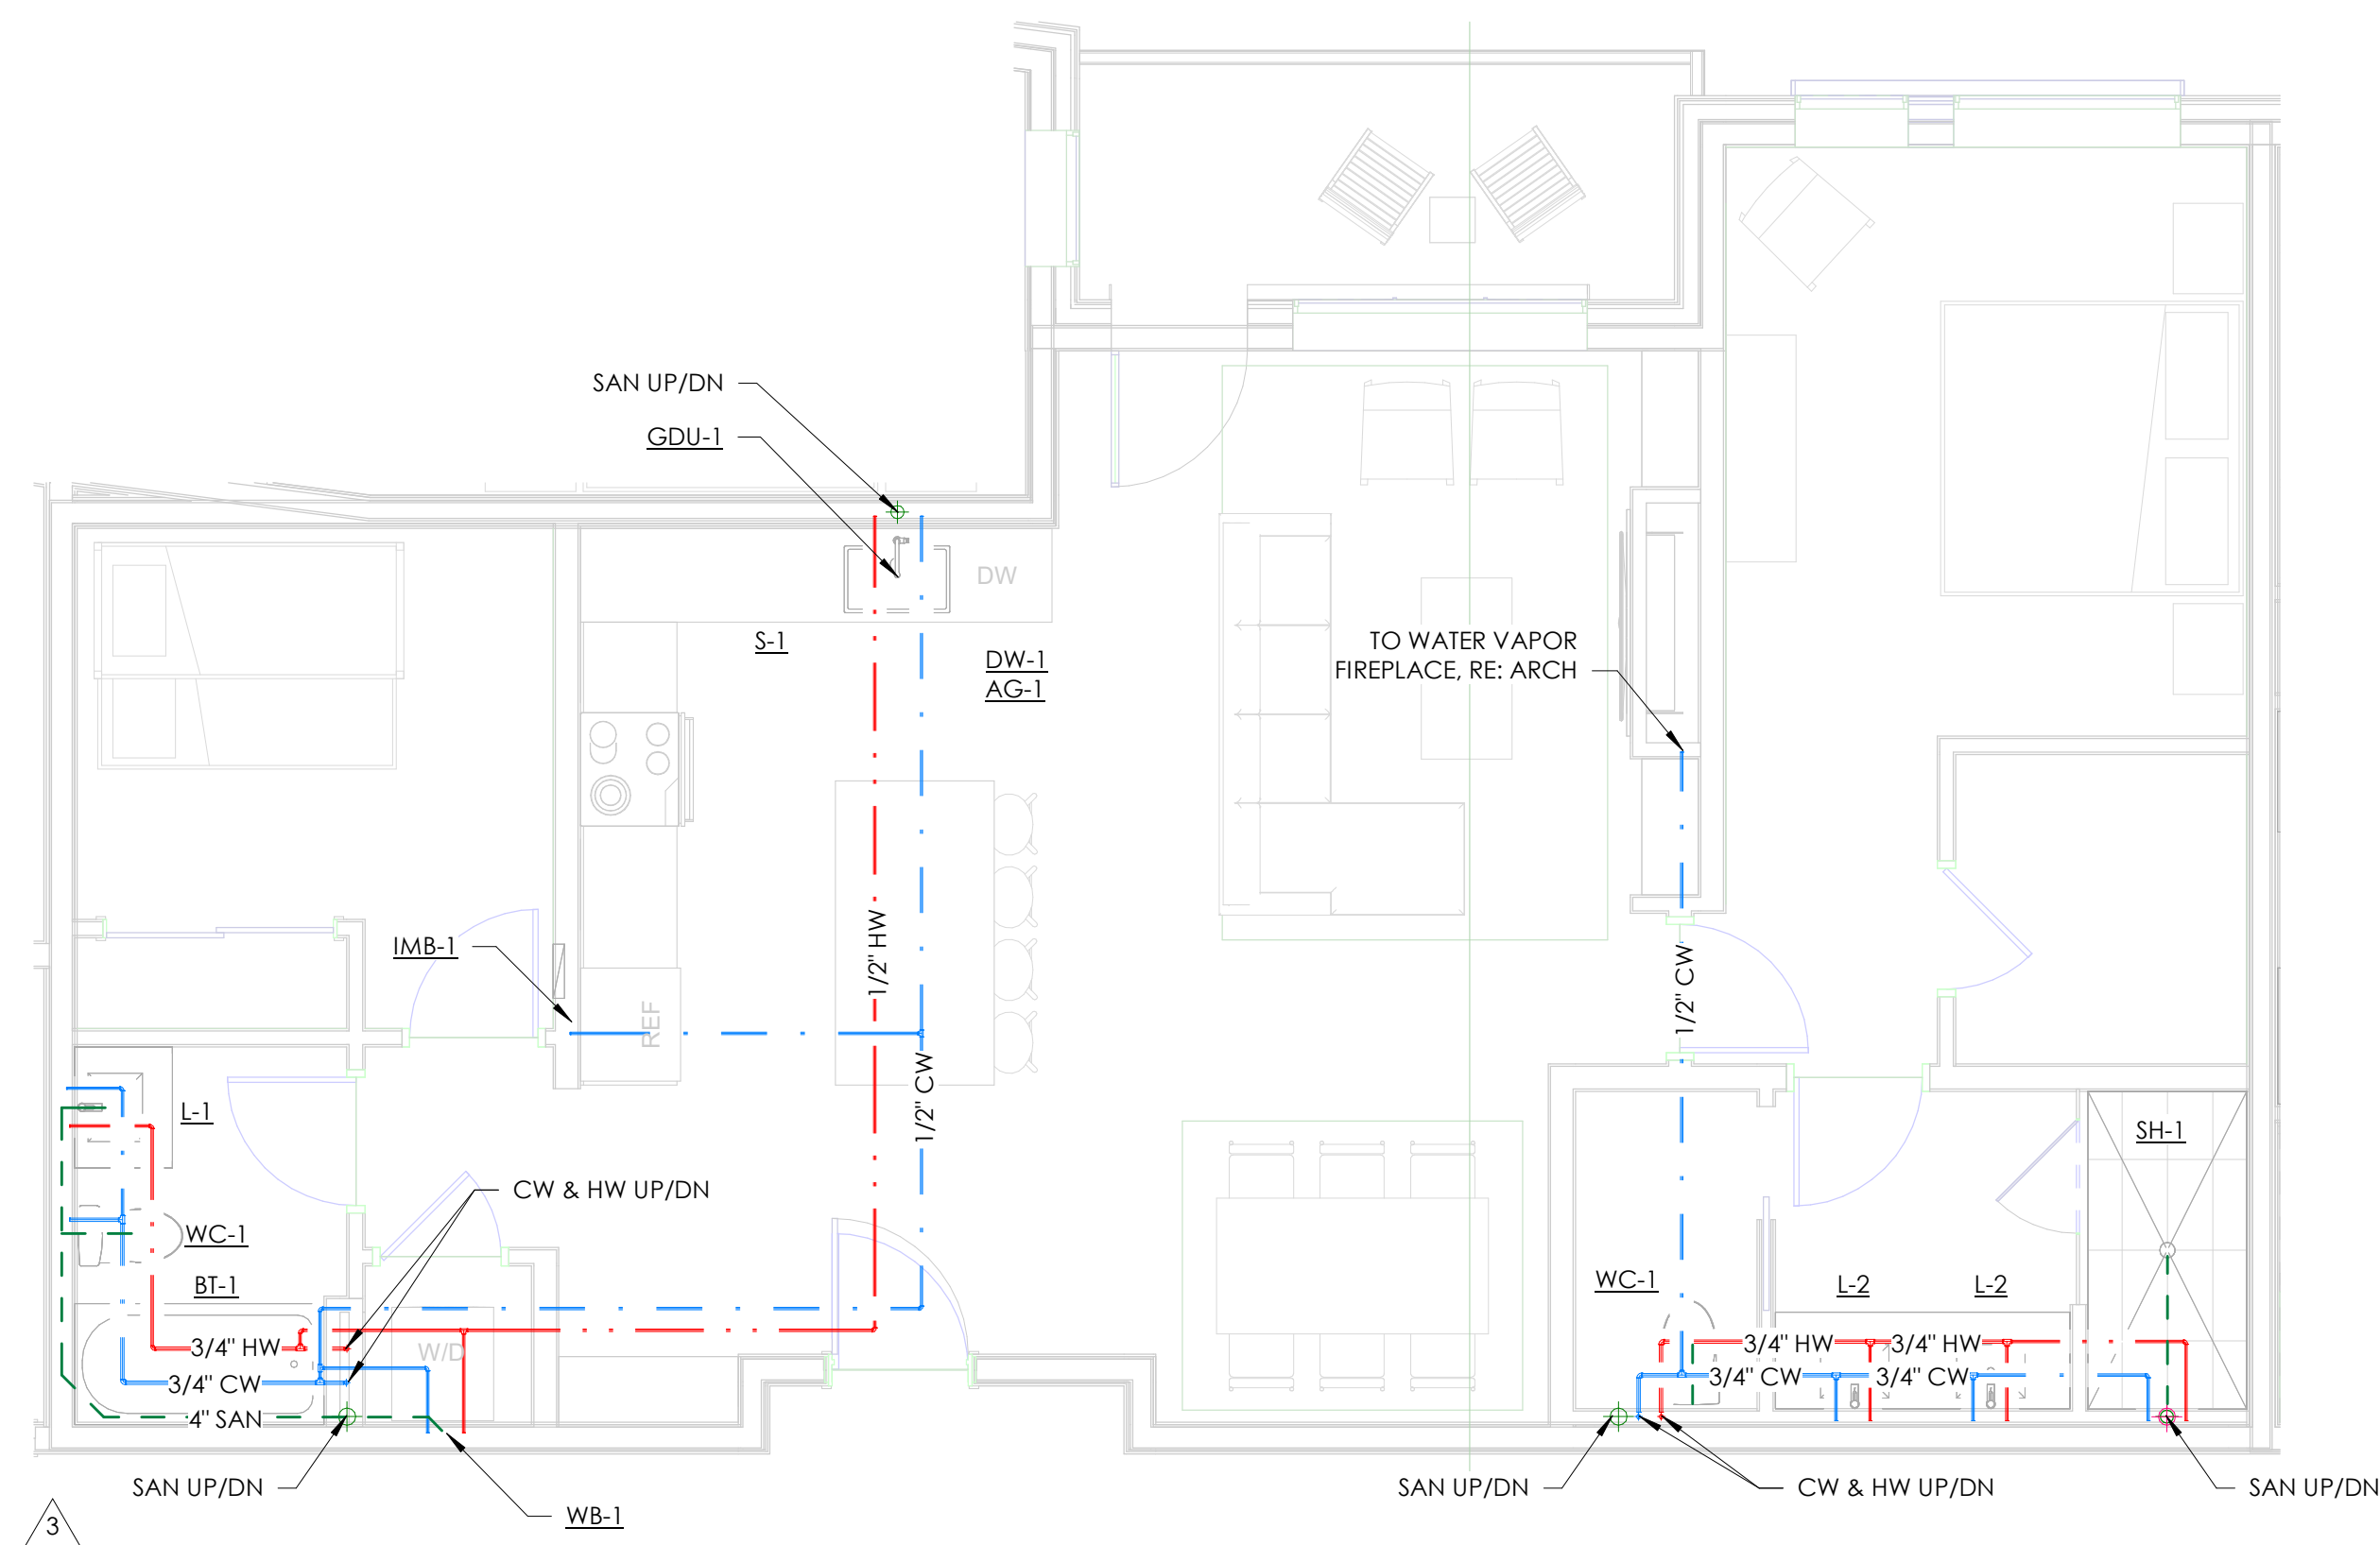 SAN UP/DN
GDU-1
DW
S-1
DW-1
AG-1
TO WATER VAPOR
FIREPLACE, RE: ARCH
IMB-1
REF
1/2" HW
1/2" CW
1/2" CW
L-1
CW & HW UP/DN
WC-1
BT-1
SH-1
WC-1
L-2
L-2
3/4" HW
W/D
3/4" CW
4" SAN
3/4" HW
3/4" HW
3/4" CW
3/4" CW
SAN UP/DN
WB-1
SAN UP/DN
CW & HW UP/DN
SAN UP/DN
3